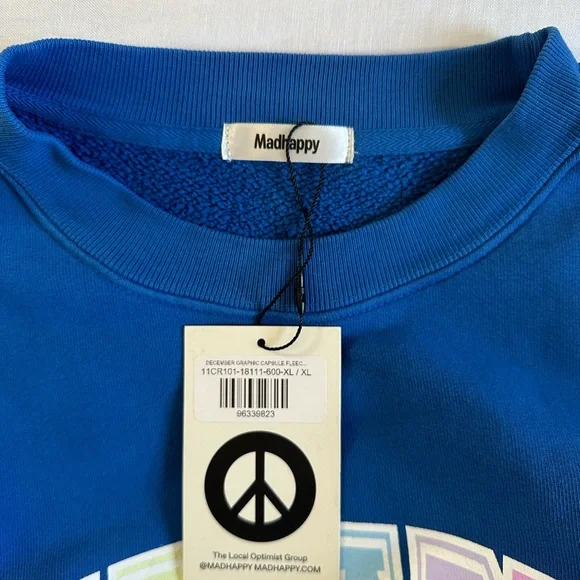 Madhappy
DECEMBER GRAPHIC CAPSULE FLEEC...
11CR101-18111-600-XL / XL
96339823
The Local Optimist Group
@MADHAPPY MADHAPPY.COM